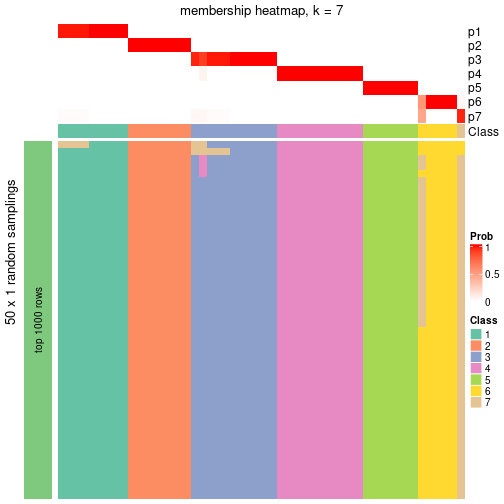 membership heatmap, k = 7
p1
p2
p3
p4
p5
p6
p7
Class
50 x 1 random samplings
top 1000 rows
Prob
1
0.5
0
Class
1
2
3
4
5
6
7